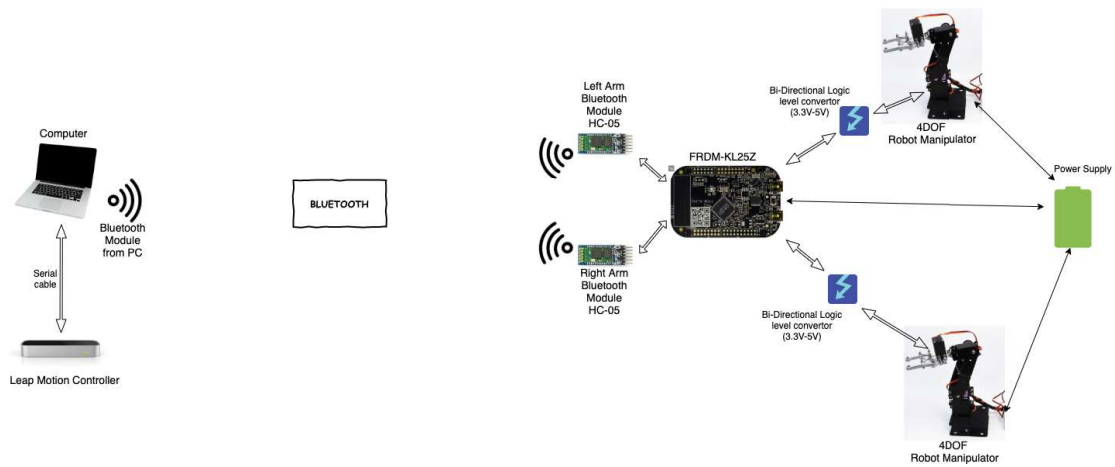 Computer
Bluetooth
Module
from PC
Serial
cable
Leap Motion Controller
BLUETOOTH
Left Arm
Bluetooth
Module
HC-05
Right Arm
Bluetooth
Module
HC-05
FRDM-KL25Z
Bi-Directional Logic
level convertor
(3.3V-5V)
4DOF
Robot Manipulator
Power Supply
Bi-Directional Logic
level convertor
(3.3V-5V)
4DOF
Robot Manipulator